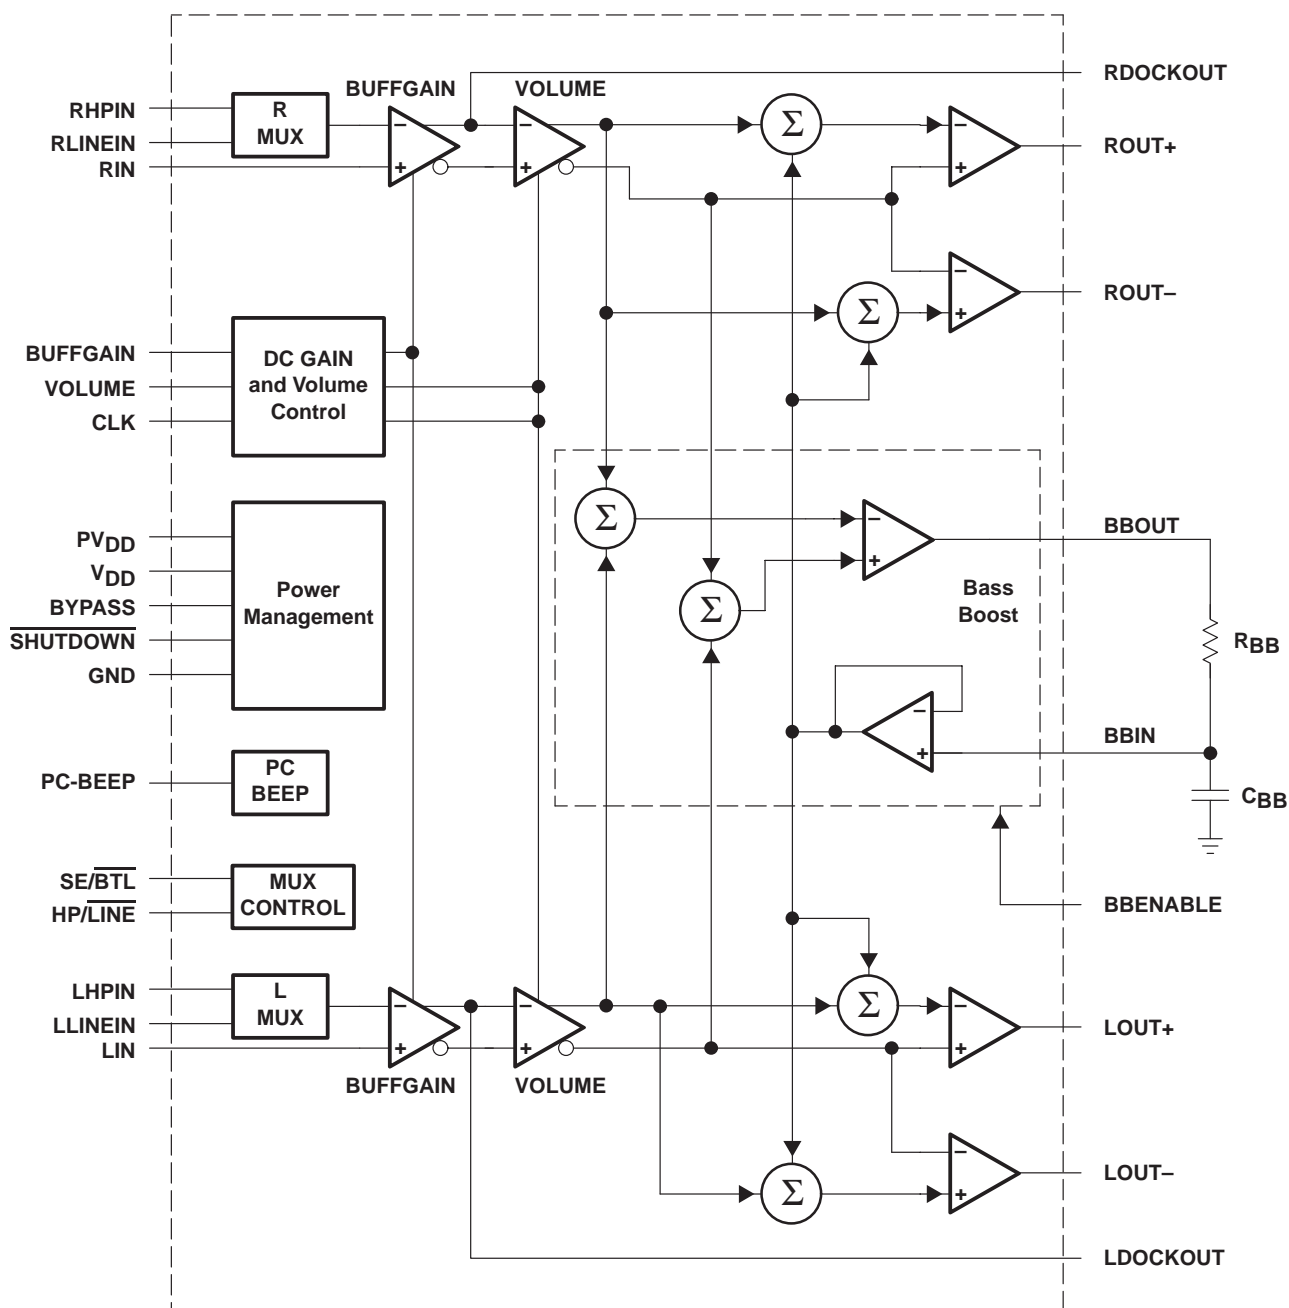 RDOCKOUT
BUFFGAIN
VOLUME
RHPIN
R
MUX
Σ
RLINEIN
RIN
ROUT+
ROUT–
Σ
BUFFGAIN
VOLUME
CLK
DC GAIN
and Volume
Control
Σ
BBOUT
PVDD
VDD
BYPASS
SHUTDOWN
GND
Power
Management
Σ
Bass
Boost
RBB
BBIN
PC-BEEP
PC
BEEP
CBB
SE/BTL
HP/LINE
MUX
CONTROL
BBENABLE
LHPIN
LLINEIN
LIN
L
MUX
Σ
LOUT+
BUFFGAIN
VOLUME
Σ
LOUT–
LDOCKOUT